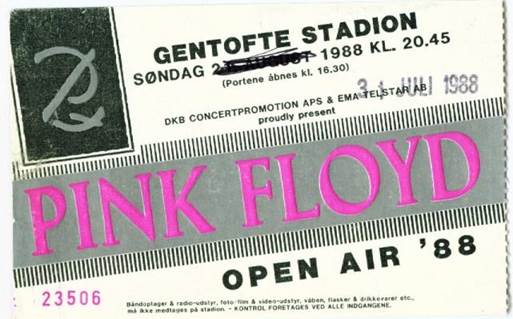 GENTOFTE STADION
SØNDAG 1988 KL. 20.45
(Portene åbnes kl. 16.30)
31 JULI 1988
DKB CONCERTPROMOTION APS & EMA TELSTAR AB
proudly present
PINK FLOYD
OPEN AIR '88
23506
Båndoptager & radio-udstyr, foto-film & video-udstyr, våben, flasker & drikkevarer etc.,
må ikke medtages på stadion. - KONTROL FORETAGES VED ALLE INDGANGENE.